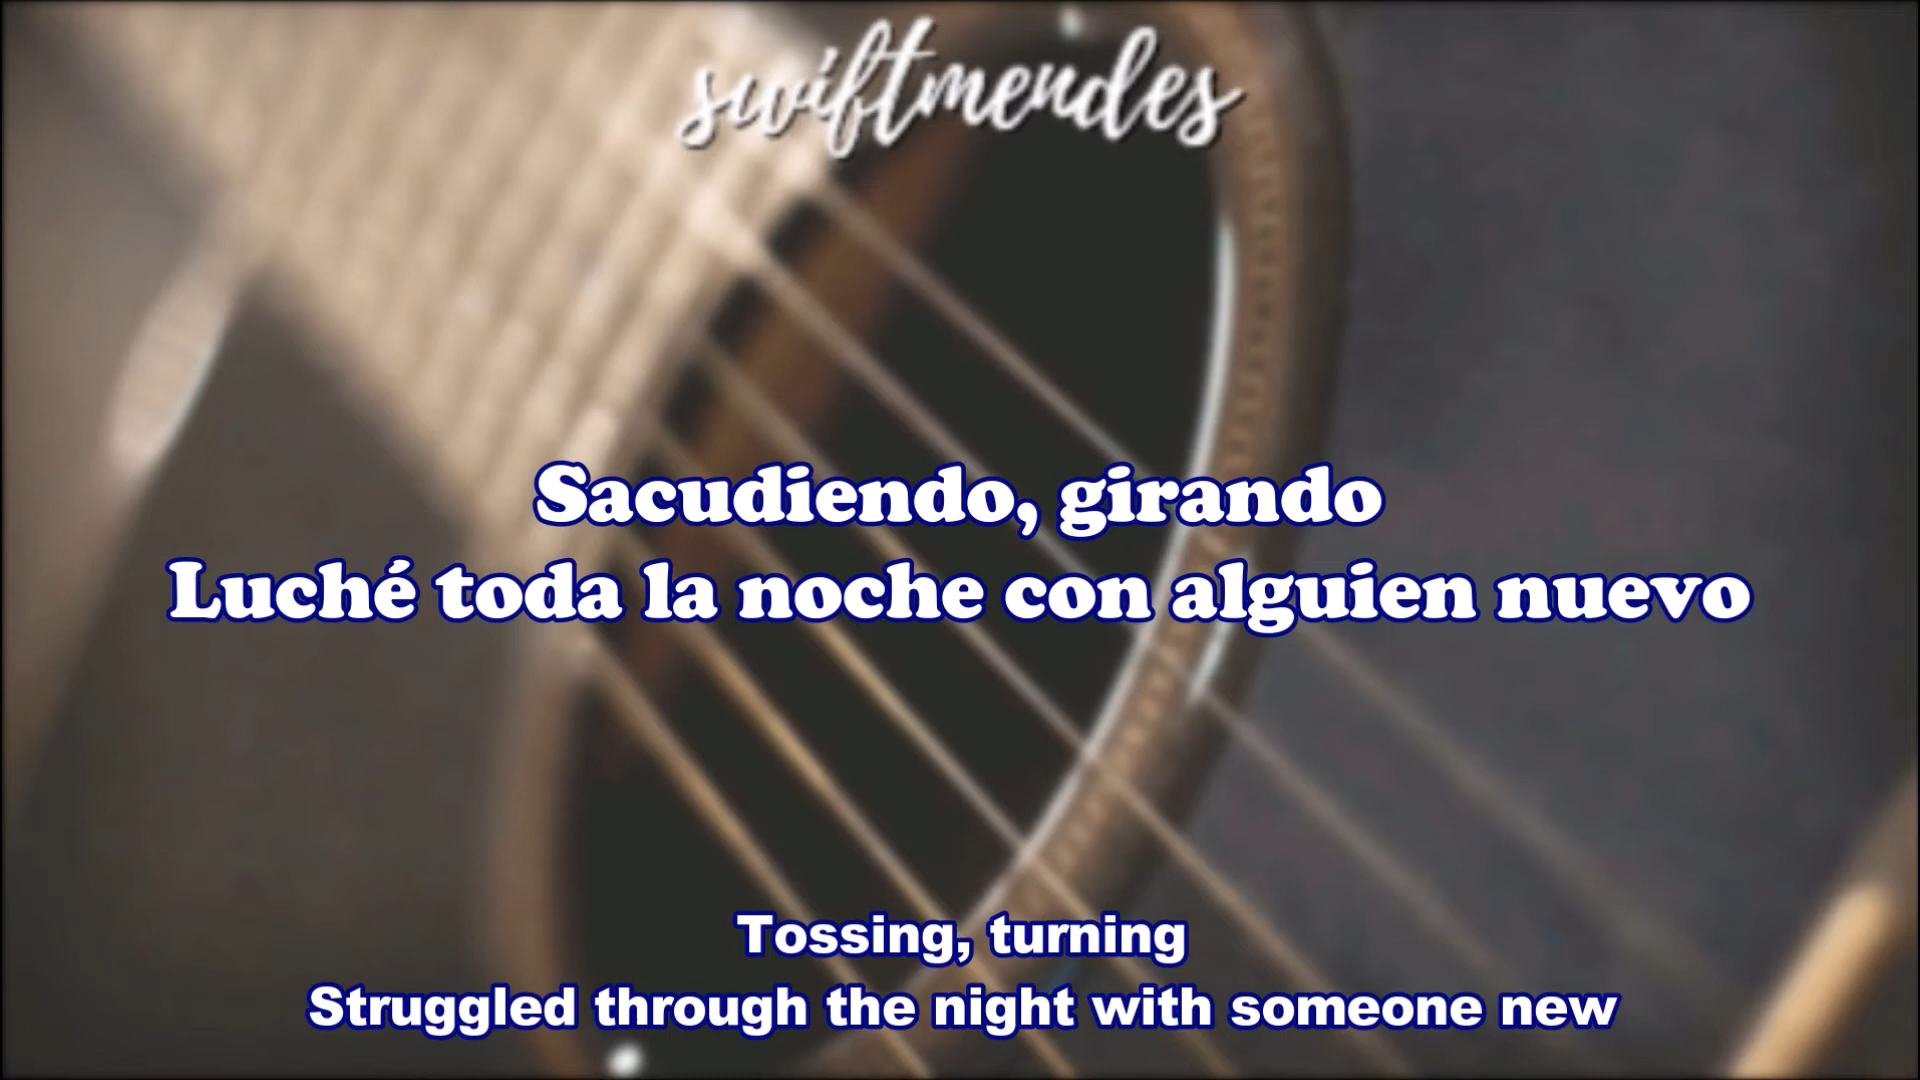 swiftmendes
Sacudiendo, girando
Luché toda la noche con alguien nuevo
Tossing, turning
Struggled through the night with someone new